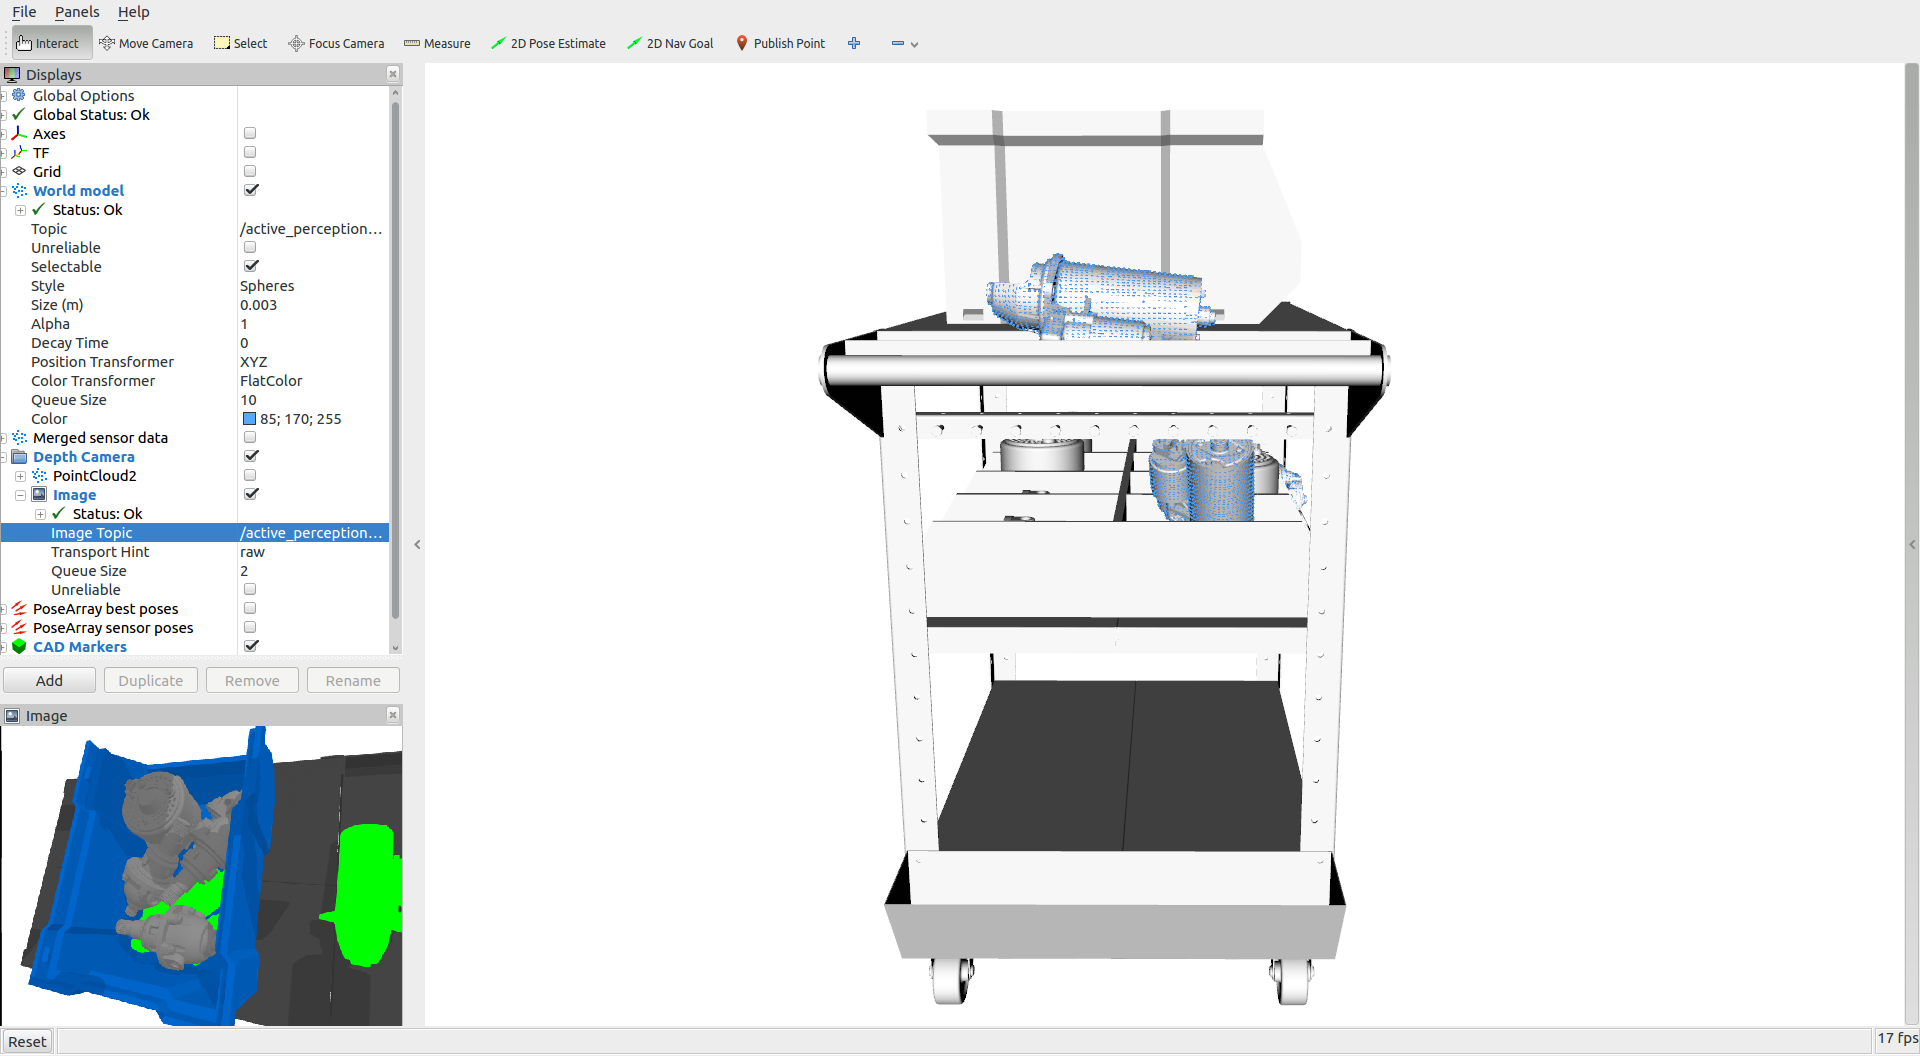 File Panels Help
Interact Move Camera Select Focus Camera Measure 2D Pose Estimate 2D Nav Goal Publish Point
Displays
Global Options
Global Status: Ok
Axes
TF
Grid
World model
Status: Ok
Topic /active_perception...
Unreliable
Selectable
Style Spheres
Size (m) 0.003
Alpha 1
Decay Time 0
Position Transformer XYZ
Color Transformer FlatColor
Queue Size 10
Color 85; 170; 255
Merged sensor data
Depth Camera
PointCloud2
Image
Status: Ok
Image Topic /active_perception...
Transport Hint raw
Queue Size 2
Unreliable
PoseArray best poses
PoseArray sensor poses
CAD Markers
Add Duplicate Remove Rename
Image
Reset
17 fps